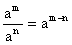 a^m / a^n = a^(m-n)